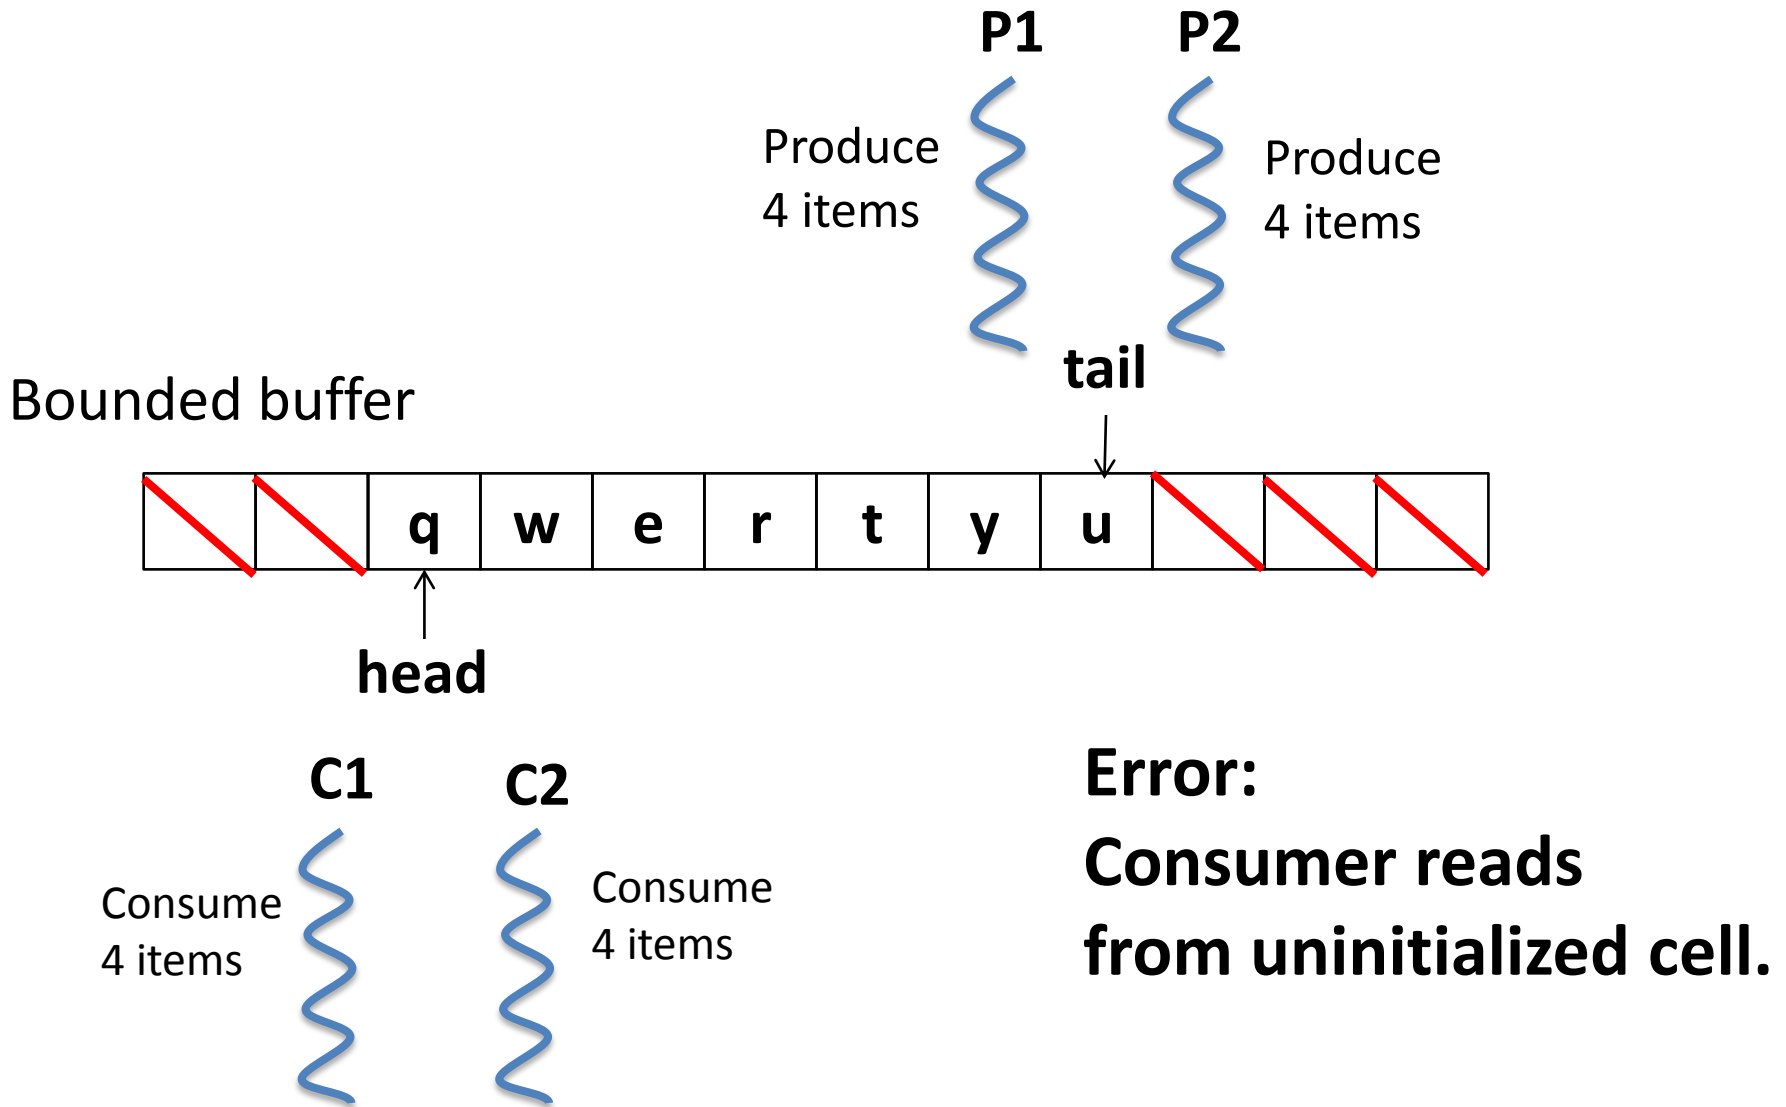 P1 P2
Produce
4 items
Produce
4 items
tail
Bounded buffer
q w e r t y u
head
C1 C2
Consume
4 items
Consume
4 items
Error:
Consumer reads
from uninitialized cell.